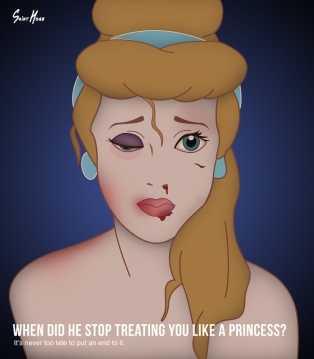 Saint Hoax
WHEN DID HE STOP TREATING YOU LIKE A PRINCESS?
It's never too late to put an end to it.